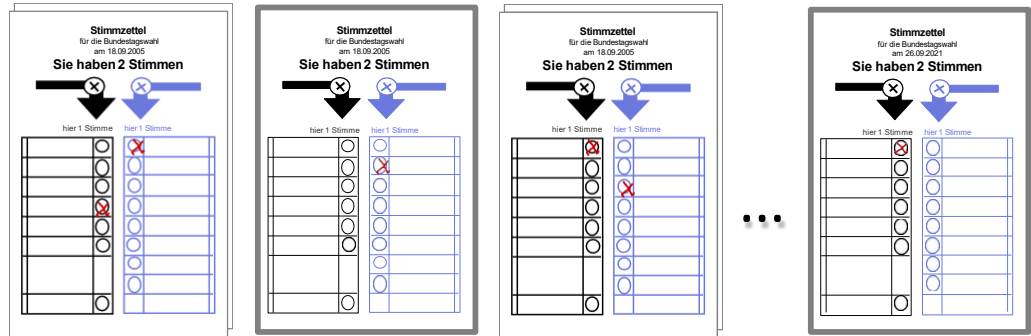 Stimmzettel
für die Bundestagswahl
am 18.09.2005
Sie haben 2 Stimmen
hier 1 Stimme
hier 1 Stimme
Stimmzettel
für die Bundestagswahl
am 18.09.2005
Sie haben 2 Stimmen
hier 1 Stimme
hier 1 Stimme
Stimmzettel
für die Bundestagswahl
am 18.09.2005
Sie haben 2 Stimmen
hier 1 Stimme
hier 1 Stimme
...
Stimmzettel
für die Bundestagswahl
am 26.09.2021
Sie haben 2 Stimmen
hier 1 Stimme
hier 1 Stimme